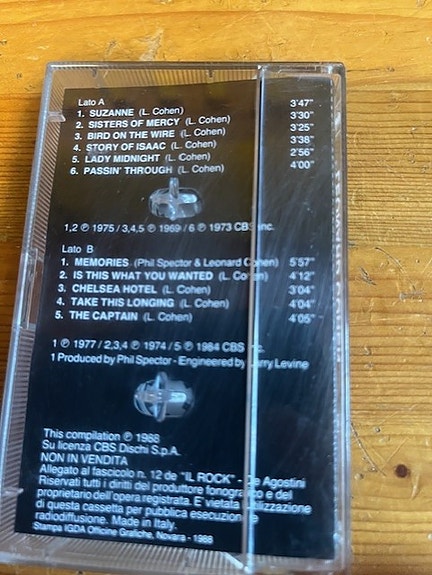 Lato A
1. SUZANNE (L. Cohen) 3'47"
2. SISTERS OF MERCY (L. Cohen) 3'30"
3. BIRD ON THE WIRE (L. Cohen) 3'25"
4. STORY OF ISAAC (L. Cohen) 3'38"
5. LADY MIDNIGHT (L. Cohen) 2'56"
6. PASSIN' THROUGH (L. Cohen) 4'00"
1,2 ℗ 1975 / 3,4,5 ℗ 1969 / 6 ℗ 1973 CBS Inc.
Lato B
1. MEMORIES (Phil Spector & Leonard Cohen) 5'57"
2. IS THIS WHAT YOU WANTED (L. Cohen) 4'12"
3. CHELSEA HOTEL (L. Cohen) 3'04"
4. TAKE THIS LONGING (L. Cohen) 4'04"
5. THE CAPTAIN (L. Cohen) 4'05"
1 ℗ 1977 / 2,3,4 ℗ 1974 / 5 ℗ 1984 CBS Inc.
1 Produced by Phil Spector - Engineered by Larry Levine
This compilation ℗ 1988
Su licenza CBS Dischi S.p.A.
NON IN VENDITA
Allegato al fascicolo n. 12 de "IL ROCK" - De Agostini
Riservati tutti i diritti del produttore fonografico e del
proprietario dell'opera registrata. E' vietata l'utilizzazione
di questa cassetta per pubblica esecuzione e
radiodiffusione. Made in Italy.
Stampa IGDA Officine Grafiche, Novara - 1988